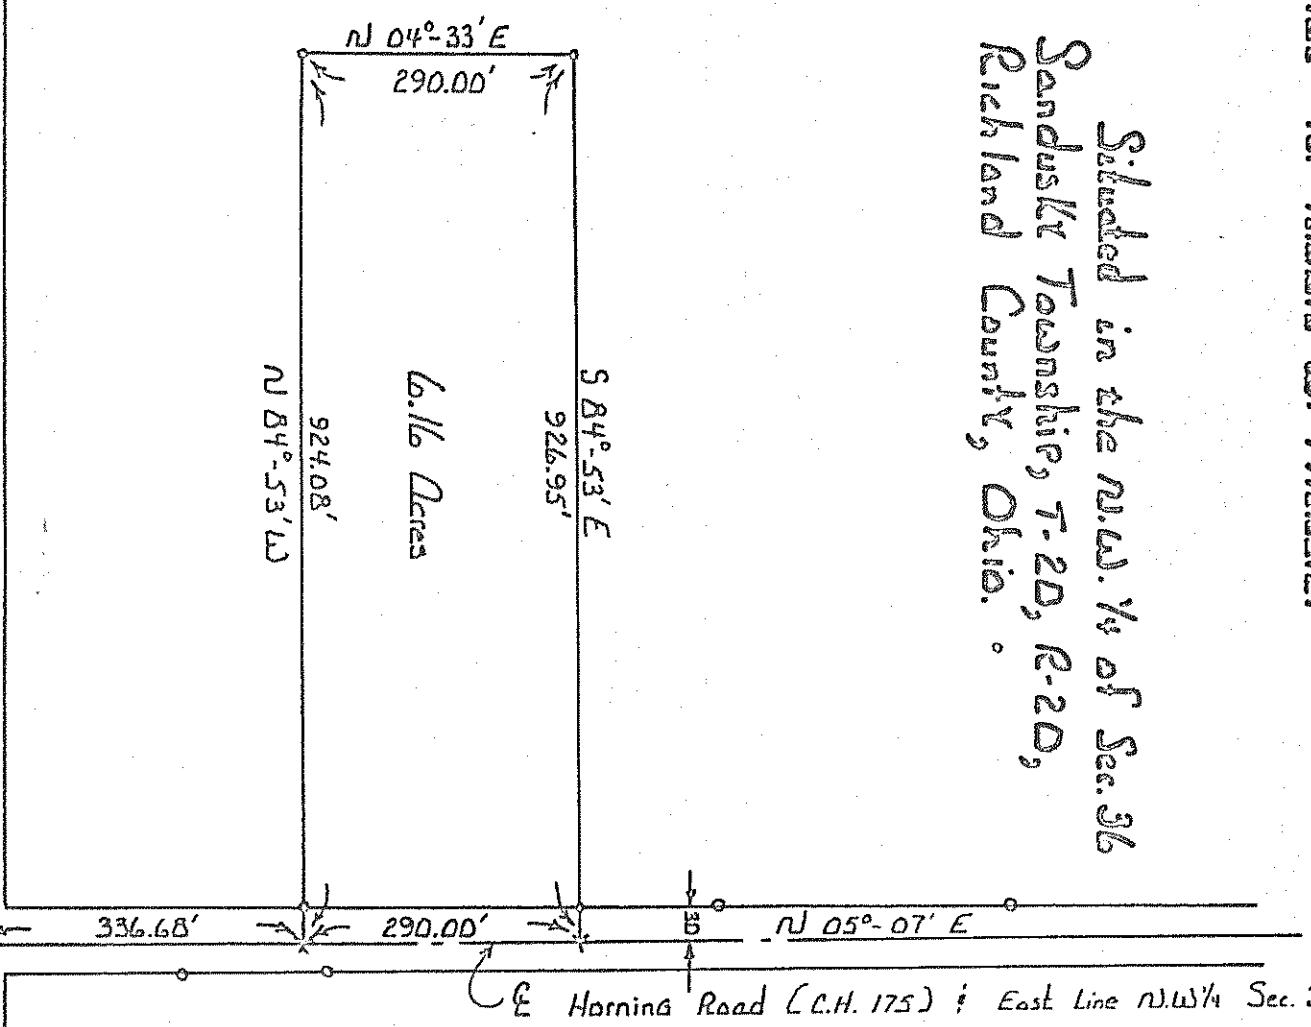 N 04°-33' E
290.00'
Situated in the N.W. 1/4 of Sec. 36
Sandusky Township, T-20, R-20,
Richland County, Ohio.
S 84°-53' E
926.95'
6.16 Acres
924.08'
N 84°-53' W
336.68'
290.00'
30
N 05°-07' E
℄ Horning Road (C.H. 175) & East Line N.W 1/4 Sec.